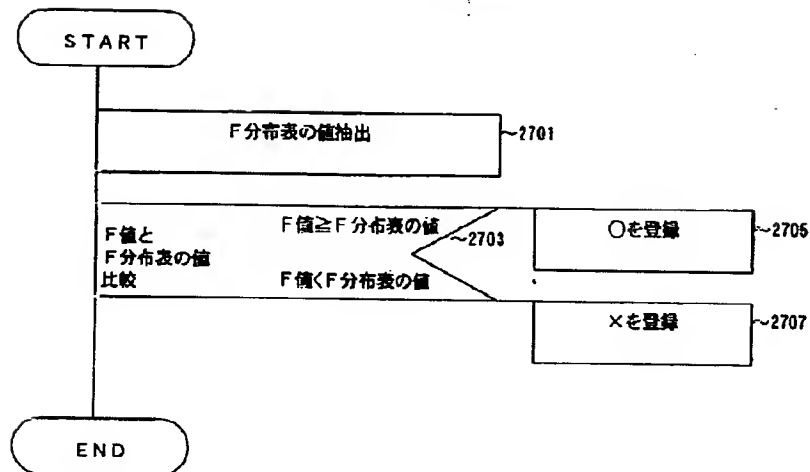 START
F分布表の値抽出
~2701
F値とF分布表の値比較
F値≧F分布表の値
~2703
F値<F分布表の値
○を登録
~2705
×を登録
~2707
END